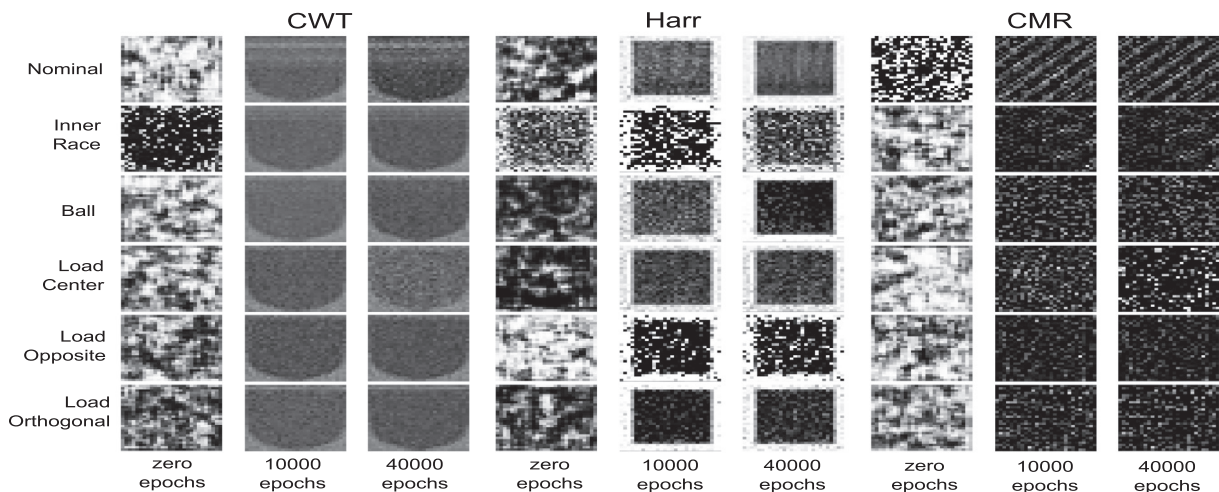 CWT Harr CMR
Nominal
Inner
Race
Ball
Load
Center
Load
Opposite
Load
Orthogonal
zero 10000 40000 zero 10000 40000 zero 10000 40000
epochs epochs epochs epochs epochs epochs epochs epochs epochs